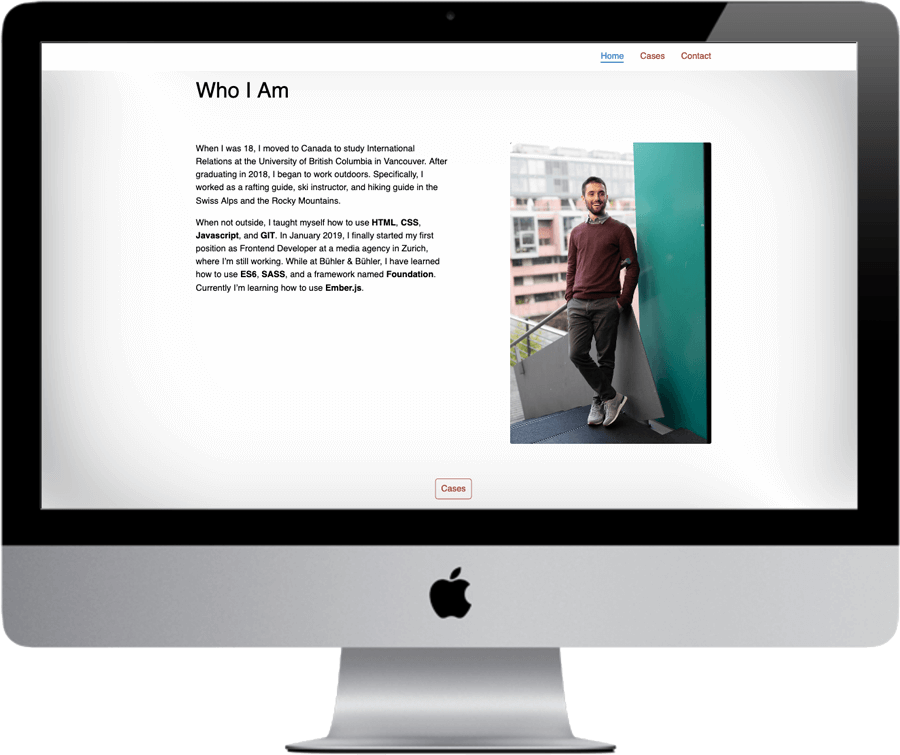 Home Cases Contact
Who I Am
When I was 18, I moved to Canada to study International
Relations at the University of British Columbia in Vancouver. After
graduating in 2018, I began to work outdoors. Specifically, I
worked as a rafting guide, ski instructor, and hiking guide in the
Swiss Alps and the Rocky Mountains.
When not outside, I taught myself how to use HTML, CSS,
Javascript, and GIT. In January 2019, I finally started my first
position as Frontend Developer at a media agency in Zurich,
where I'm still working. While at Bühler & Bühler, I have learned
how to use ES6, SASS, and a framework named Foundation.
Currently I'm learning how to use Ember.js.
Cases